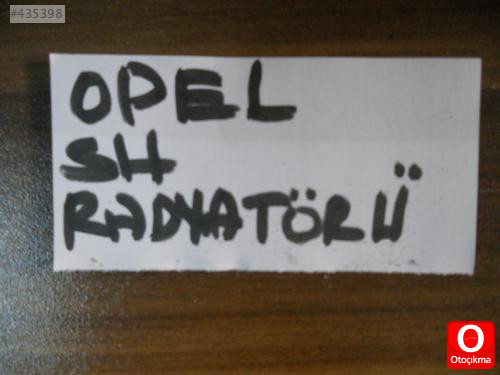 #435398
OPEL
SH
RADYATÖRÜ
O
Otoçıkma